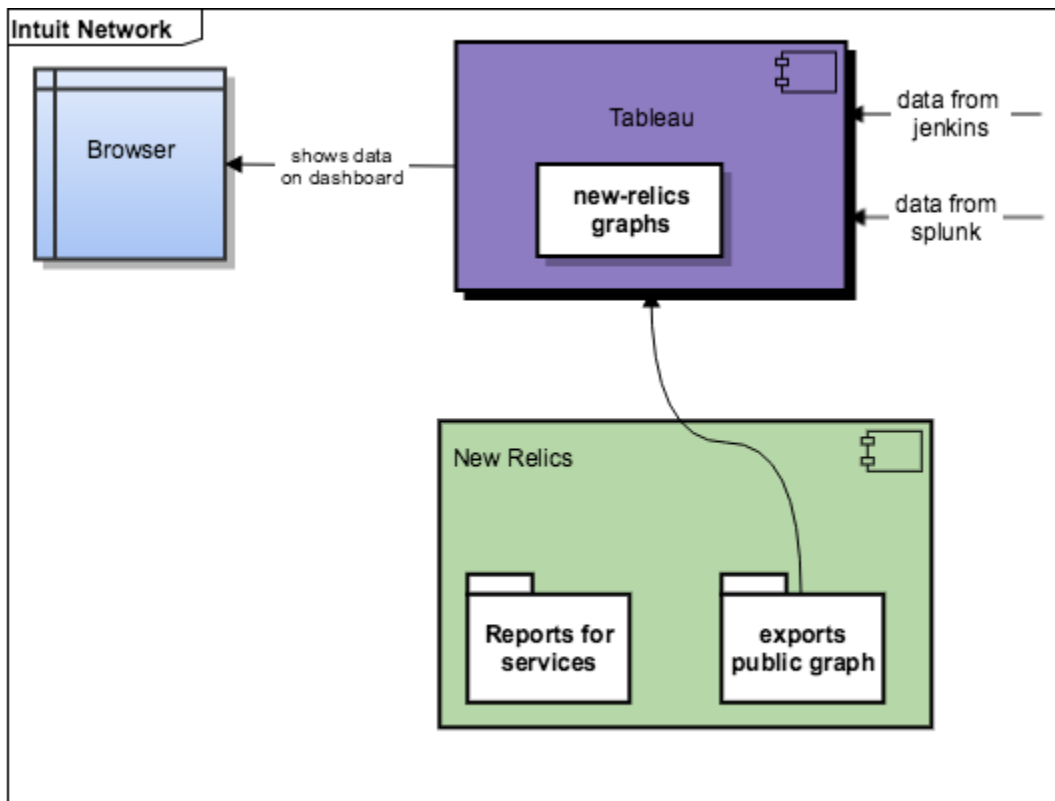 Intuit Network
Browser
shows data
on dashboard
Tableau
new-relics
graphs
data from
jenkins
data from
splunk
New Relics
Reports for
services
exports
public graph